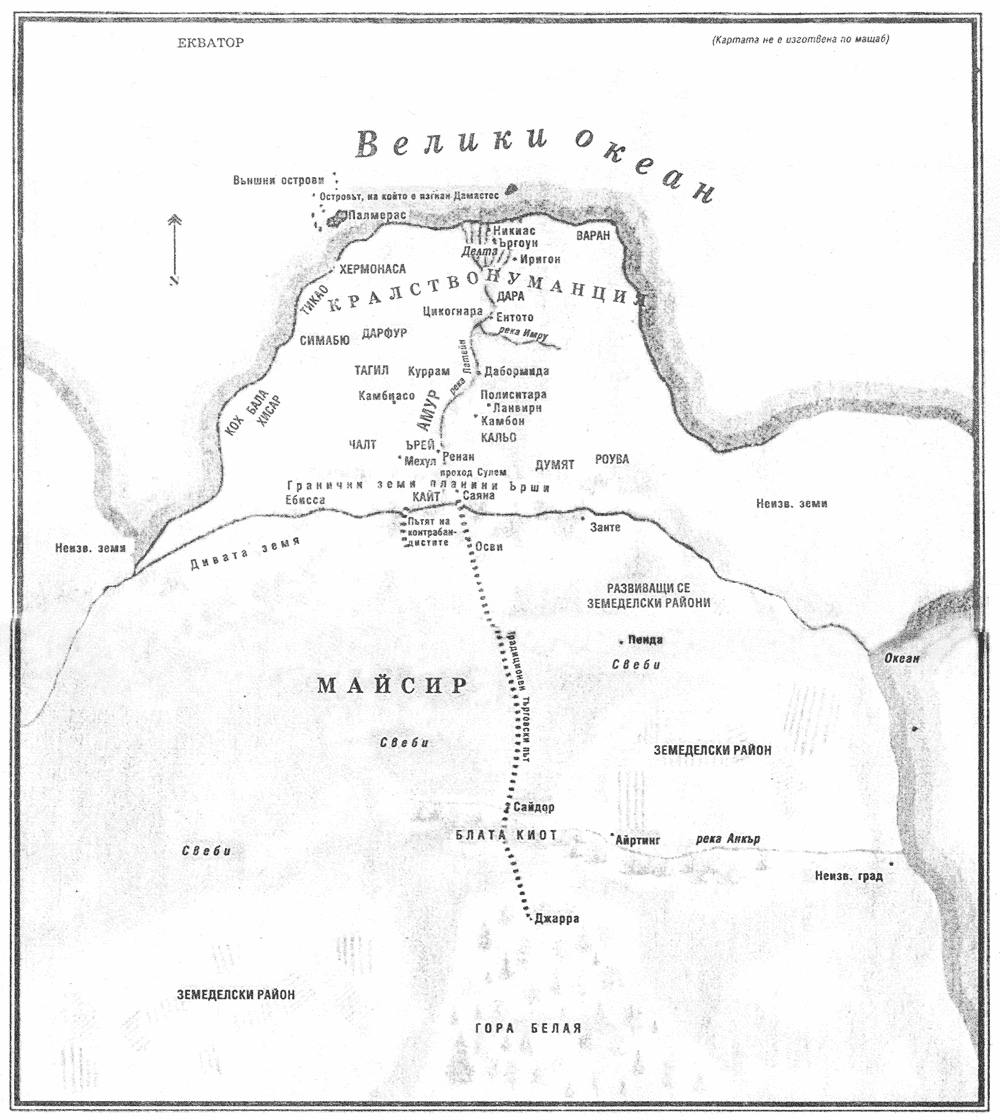 ЕКВАТОР
(Картата не е изготвена по мащаб)
Велики океан
Външни острови
Островът, на който е изгнан Дамастес
Палмерас
Никиас
Ъргоун
ВАРАН
Делта
Иригон
ХЕРМОНАСА
КРАЛСТВО НУМАНЦИЯ
ТИКАО
ДАРА
Цикогнара
Ентото
река Имру
СИМАБЮ
ДАРФУР
река Латейн
ТАГИЛ
Куррам
Дабормида
Камбиасо
Полиситара
Ланвирн
КОХ БАЛА
ХИСАР
АМУР
Камбон
КАЛЬО
ЧАЛТ
ЪРЕЙ
Мехул
Ренан
проход Сулем
ДУМЯТ
РОУВА
Гранични земи планини Ърши
Ебисса
КАЙТ
Саяна
Неизв. земи
Пътят на
контрабан-
дистите
Занте
Неизв. земя
Дивата земя
Осви
РАЗВИВАЩИ СЕ
ЗЕМЕДЕЛСКИ РАЙОНИ
Пенда
Океан
Свеби
Традиционен търговски път
МАЙСИР
Свеби
ЗЕМЕДЕЛСКИ РАЙОН
Сайдор
БЛАТА КИОТ
Айртинг
река Анкър
Свеби
Неизв. град
Джарра
ЗЕМЕДЕЛСКИ РАЙОН
ГОРА БЕЛАЯ